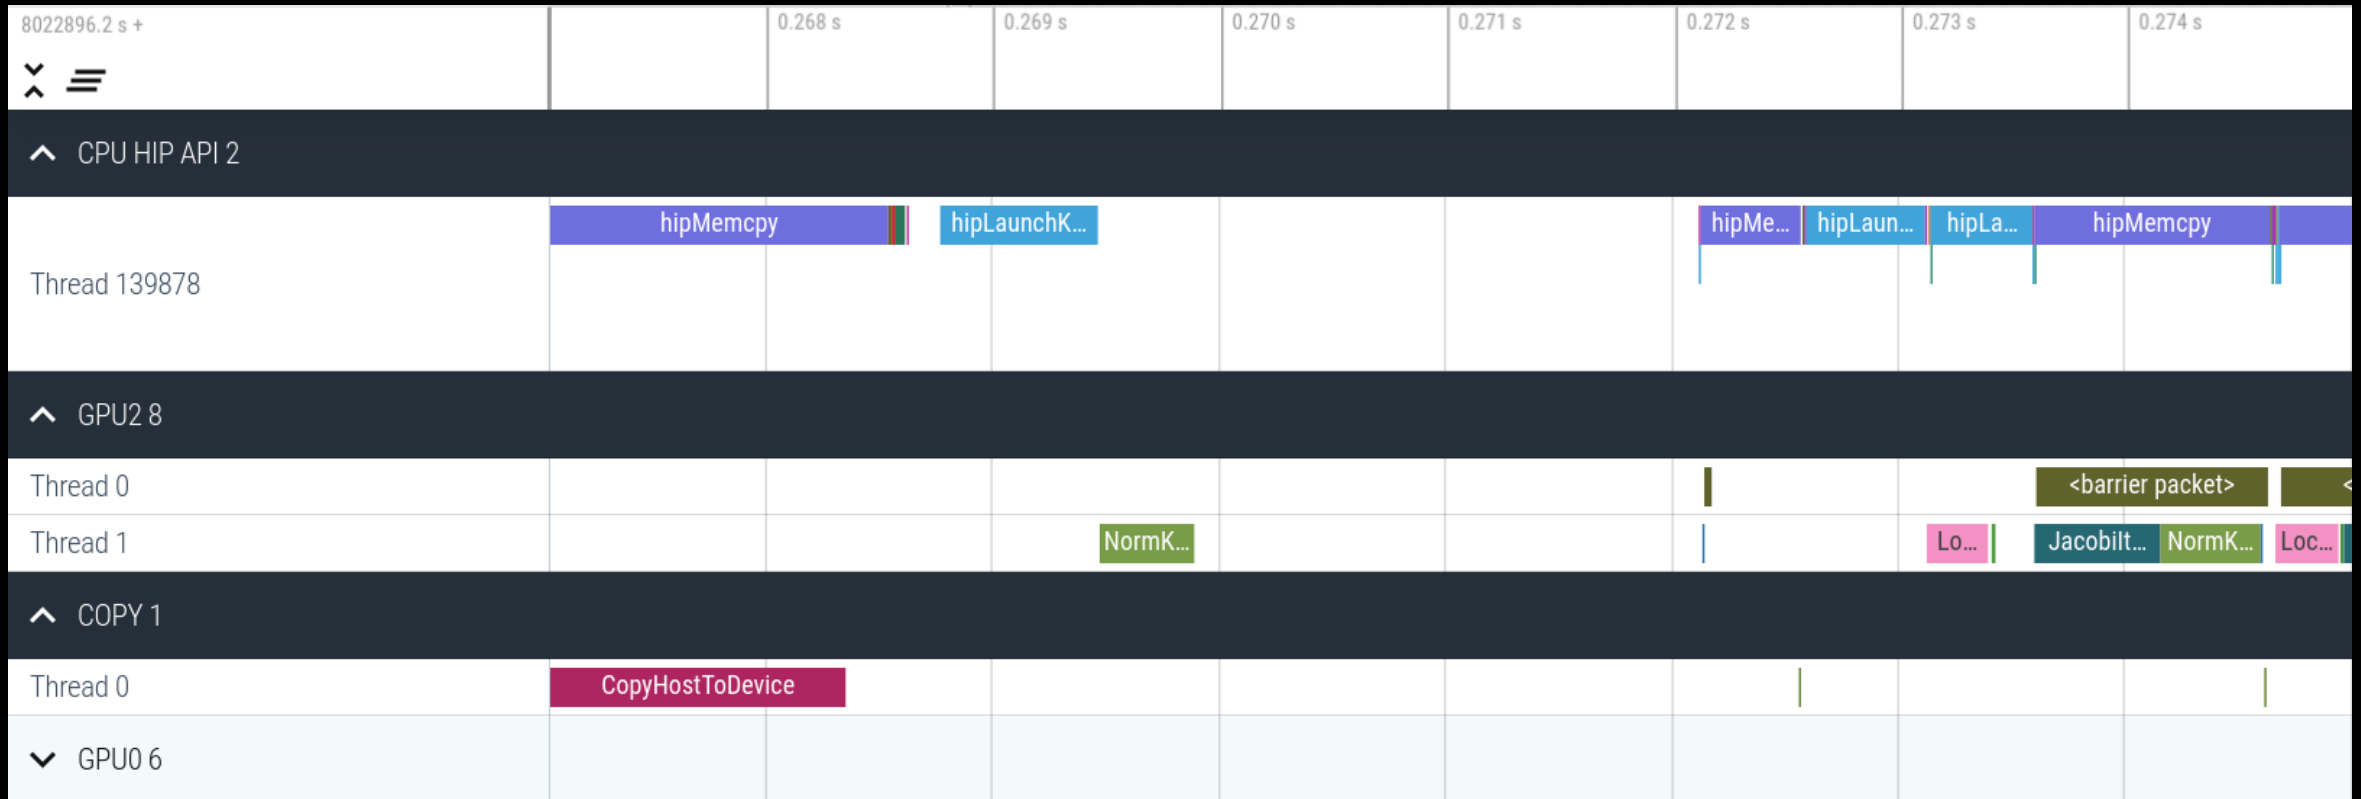 8022896.2 s + 0.268 s 0.269 s 0.270 s 0.271 s 0.272 s 0.273 s 0.274 s
CPU HIP API 2
hipMemcpy hipLaunchK... hipMe... hipLaun... hipLa... hipMemcpy
Thread 139878
GPU2 8
Thread 0 <barrier packet> <
Thread 1 NormK... Lo... JacobiIt... NormK... Loc...
COPY 1
Thread 0 CopyHostToDevice
GPU0 6